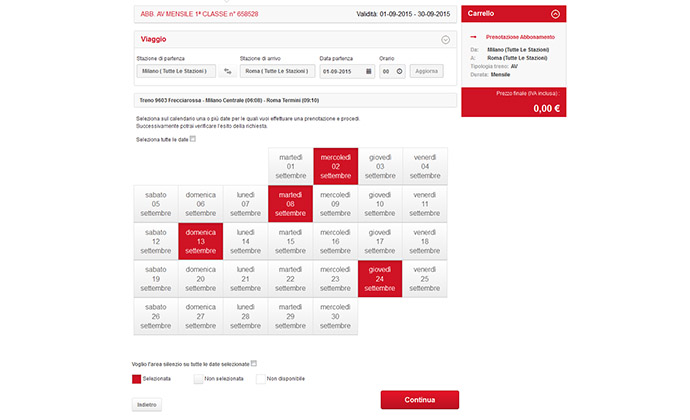 ABB. AV MENSILE 1ª CLASSE n° 658528
Validità: 01-09-2015 - 30-09-2015
Viaggio
Stazione di partenza
Stazione di arrivo
Data partenza
Orario
Milano ( Tutte Le Stazioni )
Roma ( Tutte Le Stazioni )
01-09-2015
00
Aggiorna
Treno 9603 Frecciarossa - Milano Centrale (06:08) - Roma Termini (09:10)
Seleziona sul calendario una o più date per le quali vuoi effettuare una prenotazione e procedi.
Successivamente potrai verificare l'esito della richiesta.
Seleziona tutte le date
martedì mercoledì giovedì venerdì
01 02 03 04
settembre settembre settembre settembre
sabato domenica lunedì martedì mercoledì giovedì venerdì
05 06 07 08 09 10 11
settembre settembre settembre settembre settembre settembre settembre
sabato domenica lunedì martedì mercoledì giovedì venerdì
12 13 14 15 16 17 18
settembre settembre settembre settembre settembre settembre settembre
sabato domenica lunedì martedì mercoledì giovedì venerdì
19 20 21 22 23 24 25
settembre settembre settembre settembre settembre settembre settembre
sabato domenica lunedì martedì mercoledì
26 27 28 29 30
settembre settembre settembre settembre settembre
Voglio l'area silenzio su tutte le date selezionate
Selezionata
Non selezionata
Non disponibile
Indietro
Continua
Carrello
Prenotazione Abbonamento
Da: Milano (Tutte Le Stazioni)
A: Roma (Tutte Le Stazioni)
Tipologia treno: AV
Durata: Mensile
Prezzo finale (IVA inclusa) :
0,00 €